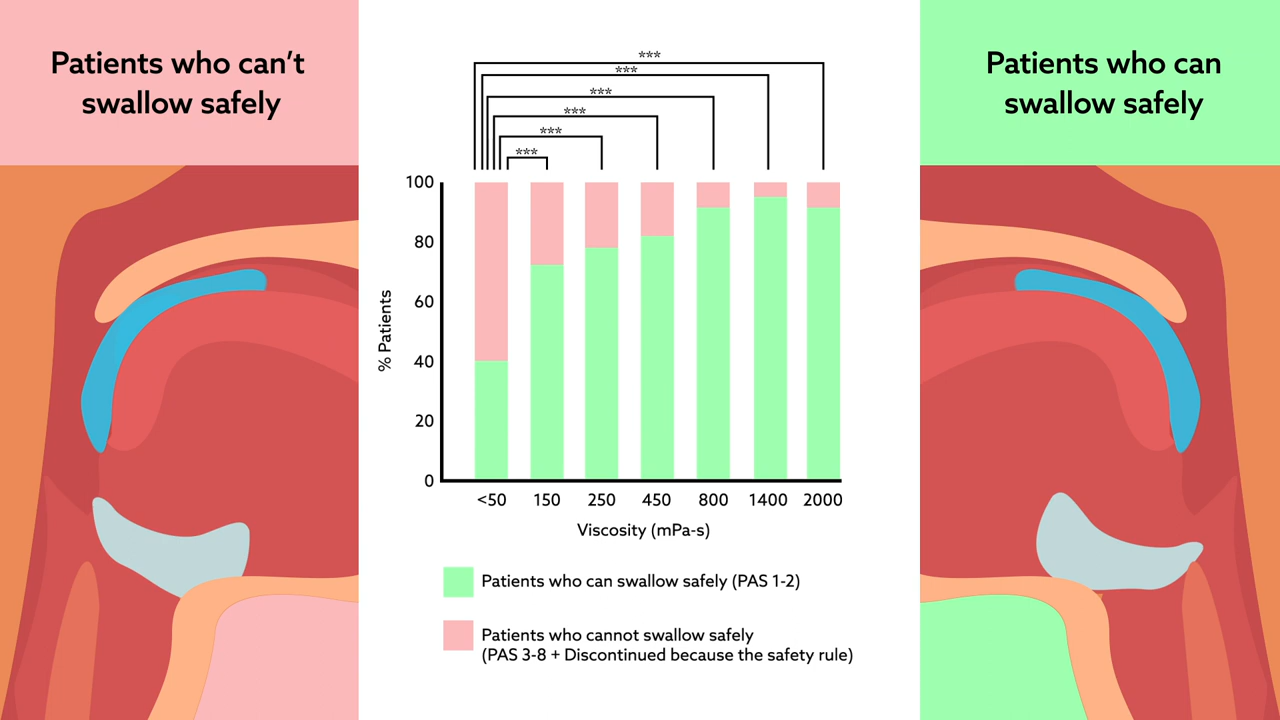 Patients who can’t
swallow safely
Patients who can
swallow safely
***
***
***
***
***
***
100
80
60
40
20
0
% Patients
<50 150 250 450 800 1400 2000
Viscosity (mPa-s)
Patients who can swallow safely (PAS 1-2)
Patients who cannot swallow safely
(PAS 3-8 + Discontinued because the safety rule)